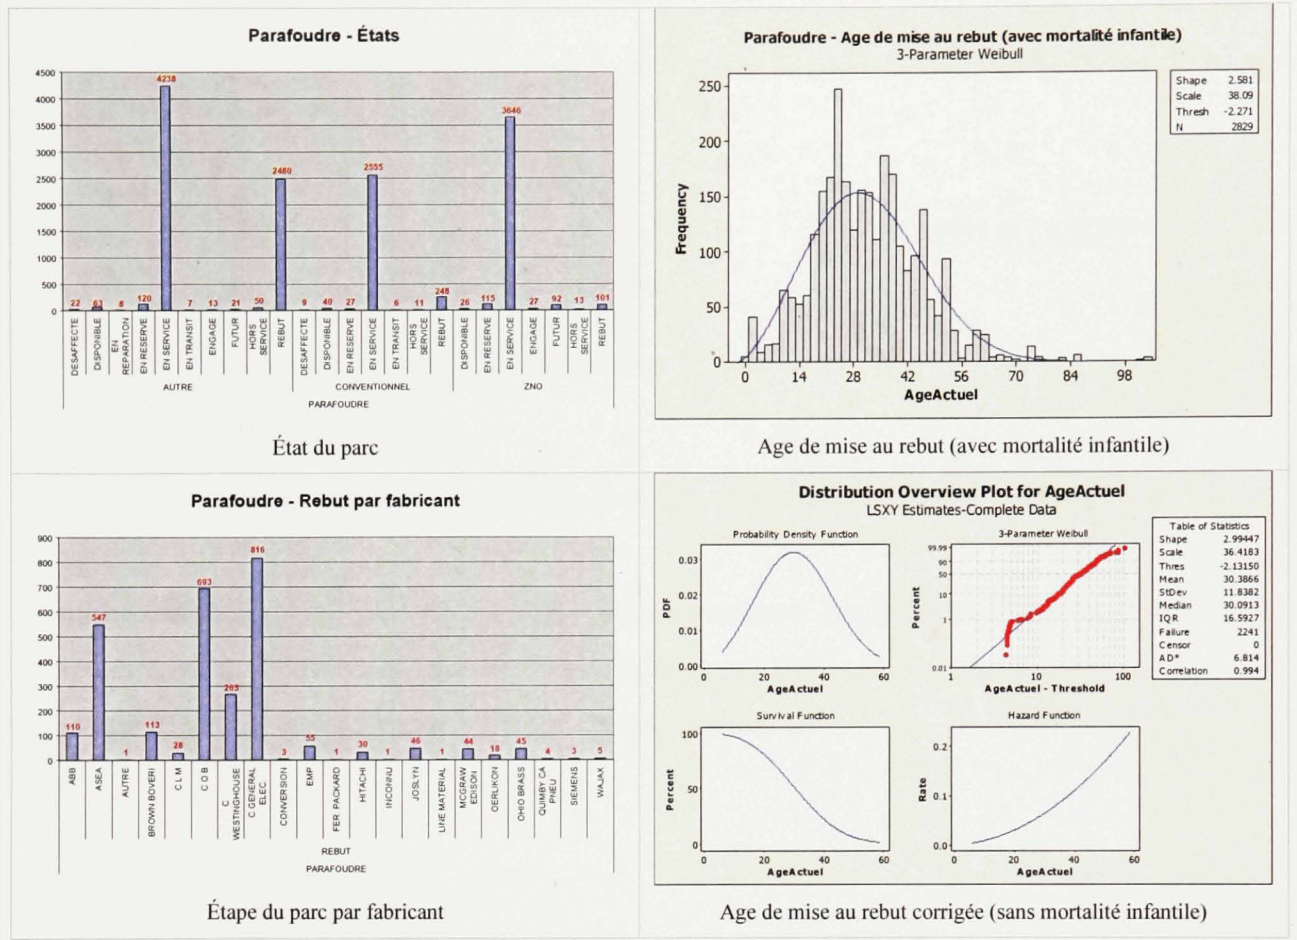 Parafoudre - États
4500
4000
3500
3000
2500
2000
1500
1000
500
0
22
63
8
120
4238
7
13
21
50
2480
9
40
27
2555
6
11
248
26
115
3646
27
92
13
101
DESAFFECTE
DISPONIBLE
EN REPARATION
EN RESERVE
EN SERVICE
EN TRANSIT
ENGAGE
FUTUR
HORS SERVICE
REBUT
DESAFFECTE
DISPONIBLE
EN RESERVE
EN SERVICE
EN TRANSIT
HORS SERVICE
REBUT
DISPONIBLE
EN RESERVE
EN SERVICE
ENGAGE
FUTUR
HORS SERVICE
REBUT
AUTRE
CONVENTIONNEL
ZNO
PARAFOUDRE
État du parc
Parafoudre - Age de mise au rebut (avec mortalité infantile)
3-Parameter Weibull
Shape 2.581
Scale 38.09
Thresh -2.271
N 2829
Frequency
250
200
150
100
50
0
0 14 28 42 56 70 84 98
AgeActuel
Age de mise au rebut (avec mortalité infantile)
Parafoudre - Rebut par fabricant
900
800
700
600
500
400
300
200
100
0
110
547
1
113
28
693
265
816
3
55
1
30
1
46
1
44
18
45
4
3
5
ABB
ASEA
AUTRE
BROWN BOVERI
C L M
C O B
C WESTINGHOUSE
C GENERAL ELEC.
CONVERSION
EMP
FER. PACKARD
HITACHI
INCONNU
JOSLYN
LINE MATERIAL
MCGRAW EDISON
OERLIKON
OHIO BRASS
QUIMBY CA PNEU
SIEMENS
WAJAX
REBUT
PARAFOUDRE
Étape du parc par fabricant
Distribution Overview Plot for AgeActuel
LSXY Estimates-Complete Data
Probability Density Function
PDF
0.03
0.02
0.01
0.00
0 20 40 60
AgeActuel
3-Parameter Weibull
Percent
99.99
90
50
10
1
0.01
1 10 100
AgeActuel - Threshold
Table of Statistics
Shape 2.99447
Scale 36.4183
Thres -2.13150
Mean 30.3866
StDev 11.8382
Median 30.0913
IQR 16.5927
Failure 2241
Censor 0
AD* 6.814
Correlation 0.994
Survival Function
Percent
100
50
0
0 20 40 60
AgeActuel
Hazard Function
Rate
0.2
0.1
0.0
0 20 40 60
AgeActuel
Age de mise au rebut corrigée (sans mortalité infantile)